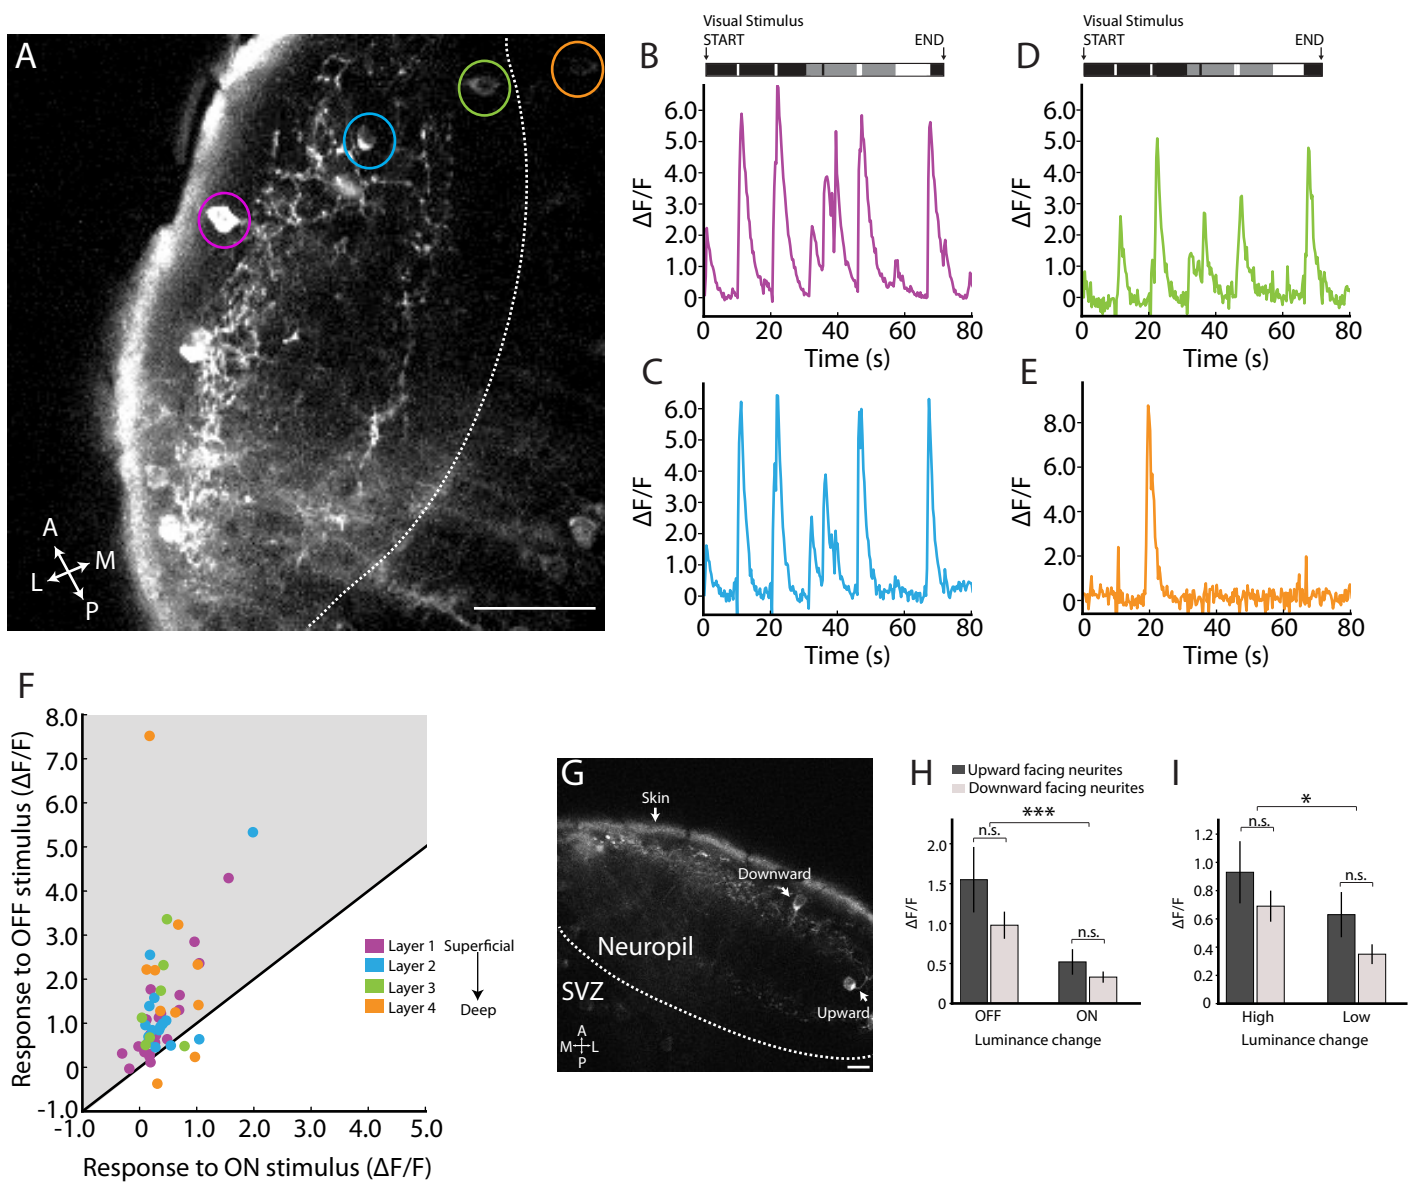 A
A
M
L
P
B
Visual Stimulus
START
END
ΔF/F
6.0
5.0
4.0
3.0
2.0
1.0
0
0
20
40
60
80
Time (s)
D
Visual Stimulus
START
END
ΔF/F
6.0
5.0
4.0
3.0
2.0
1.0
0
0
20
40
60
80
Time (s)
C
ΔF/F
6.0
5.0
4.0
3.0
2.0
1.0
0
0
20
40
60
80
Time (s)
E
ΔF/F
8.0
6.0
4.0
2.0
0
0
20
40
60
80
Time (s)
F
Response to OFF stimulus (ΔF/F)
8.0
7.0
5.0
4.0
3.0
2.0
1.0
0
-1.0
-1.0
0
1.0
2.0
3.0
4.0
5.0
Response to ON stimulus (ΔF/F)
Layer 1 Superficial
Layer 2
Layer 3
Layer 4
Deep
G
Skin
Downward
Neuropil
SVZ
Upward
A
M
L
P
H
Upward facing neurites
Downward facing neurites
***
n.s.
n.s.
ΔF/F
2.0
1.5
1.0
0.5
0
OFF
ON
Luminance change
I
*
n.s.
n.s.
ΔF/F
1.2
1.0
0.8
0.6
0.4
0.2
0
High
Low
Luminance change